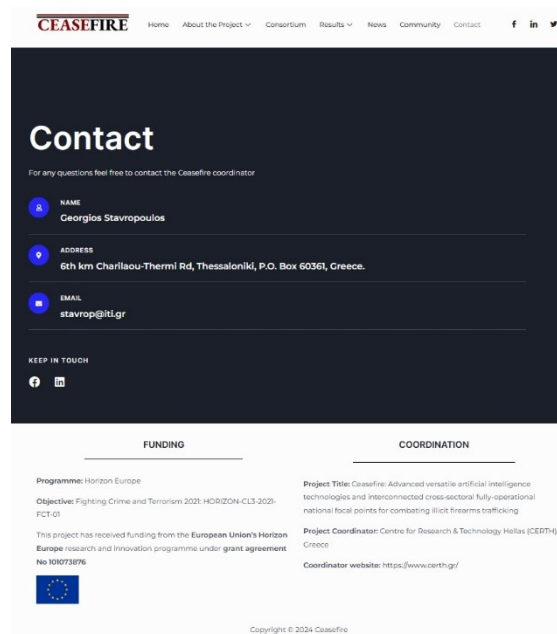 CEASEFIRE Home About the Project Consortium Results News Community Contact
Contact
For any questions feel free to contact the Ceasefire coordinator
NAME
Georgios Stavropoulos
ADDRESS
6th km Charilaou-Thermi Rd, Thessaloniki, P.O. Box 60361, Greece.
EMAIL
stavrop@iti.gr
KEEP IN TOUCH
FUNDING
Programme: Horizon Europe
Objective: Fighting Crime and Terrorism 2021: HORIZON-CL3-2021-
FCT-01
This project has received funding from the European Union's Horizon
Europe research and innovation programme under grant agreement
No 101073876
COORDINATION
Project Title: Ceasefire: Advanced versatile artificial intelligence
technologies and interconnected cross-sectoral fully-operational
national focal points for combating illicit firearms trafficking
Project Coordinator: Centre for Research & Technology Hellas (CERTH)
Greece
Coordinator website: https://www.certh.gr/
Copyright © 2024 Ceasefire